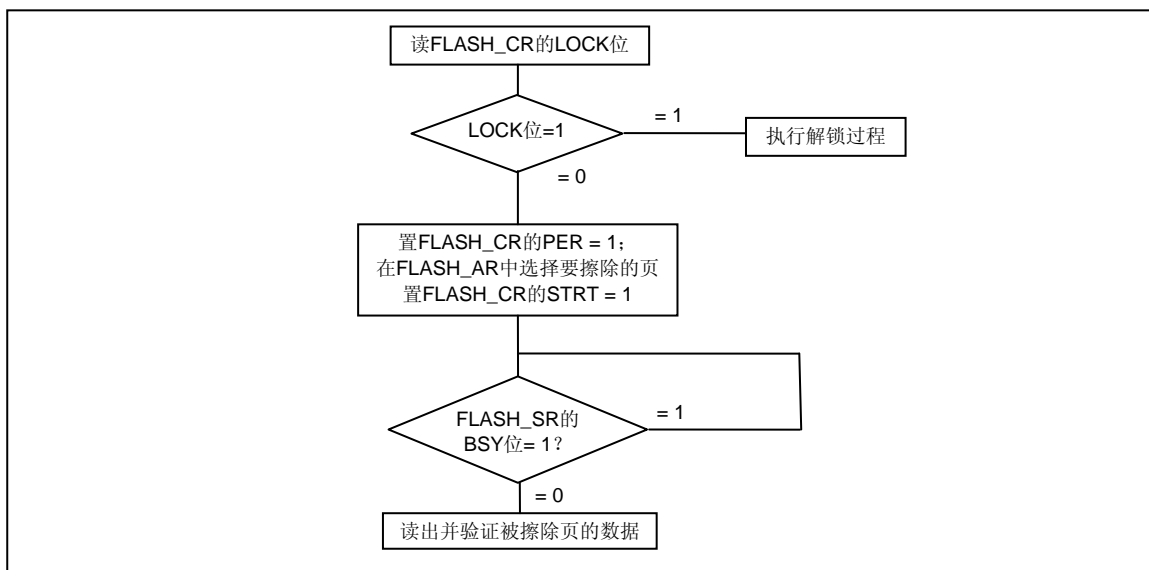 读FLASH_CR的LOCK位
LOCK位=1
= 1
执行解锁过程
= 0
置FLASH_CR的PER = 1;
在FLASH_AR中选择要擦除的页
置FLASH_CR的STRT = 1
FLASH_SR的
BSY位= 1?
= 1
= 0
读出并验证被擦除页的数据